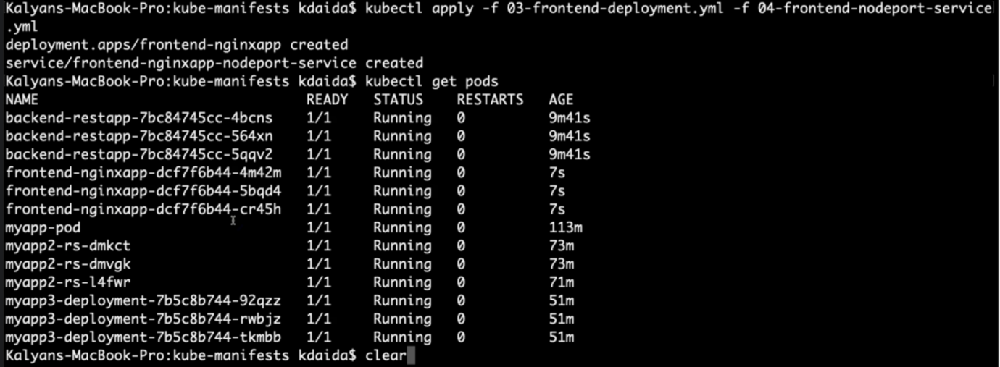 Kalyans-MacBook-Pro:kube-manifests kdaida$ kubectl apply -f 03-frontend-deployment.yml -f 04-frontend-nodeport-service
.yml
deployment.apps/frontend-nginxapp created
service/frontend-nginxapp-nodeport-service created
Kalyans-MacBook-Pro:kube-manifests kdaida$ kubectl get pods
NAME READY STATUS RESTARTS AGE
backend-restapp-7bc84745cc-4bcns 1/1 Running 0 9m41s
backend-restapp-7bc84745cc-564xn 1/1 Running 0 9m41s
backend-restapp-7bc84745cc-5qqv2 1/1 Running 0 9m41s
frontend-nginxapp-dcf7f6b44-4m42m 1/1 Running 0 7s
frontend-nginxapp-dcf7f6b44-5bqd4 1/1 Running 0 7s
frontend-nginxapp-dcf7f6b44-cr45h 1/1 Running 0 7s
myapp-pod 1/1 Running 0 113m
myapp2-rs-dmkct 1/1 Running 0 73m
myapp2-rs-dmvgk 1/1 Running 0 73m
myapp2-rs-l4fwr 1/1 Running 0 71m
myapp3-deployment-7b5c8b744-92qzz 1/1 Running 0 51m
myapp3-deployment-7b5c8b744-rwbjz 1/1 Running 0 51m
myapp3-deployment-7b5c8b744-tkmbb 1/1 Running 0 51m
Kalyans-MacBook-Pro:kube-manifests kdaida$ clear